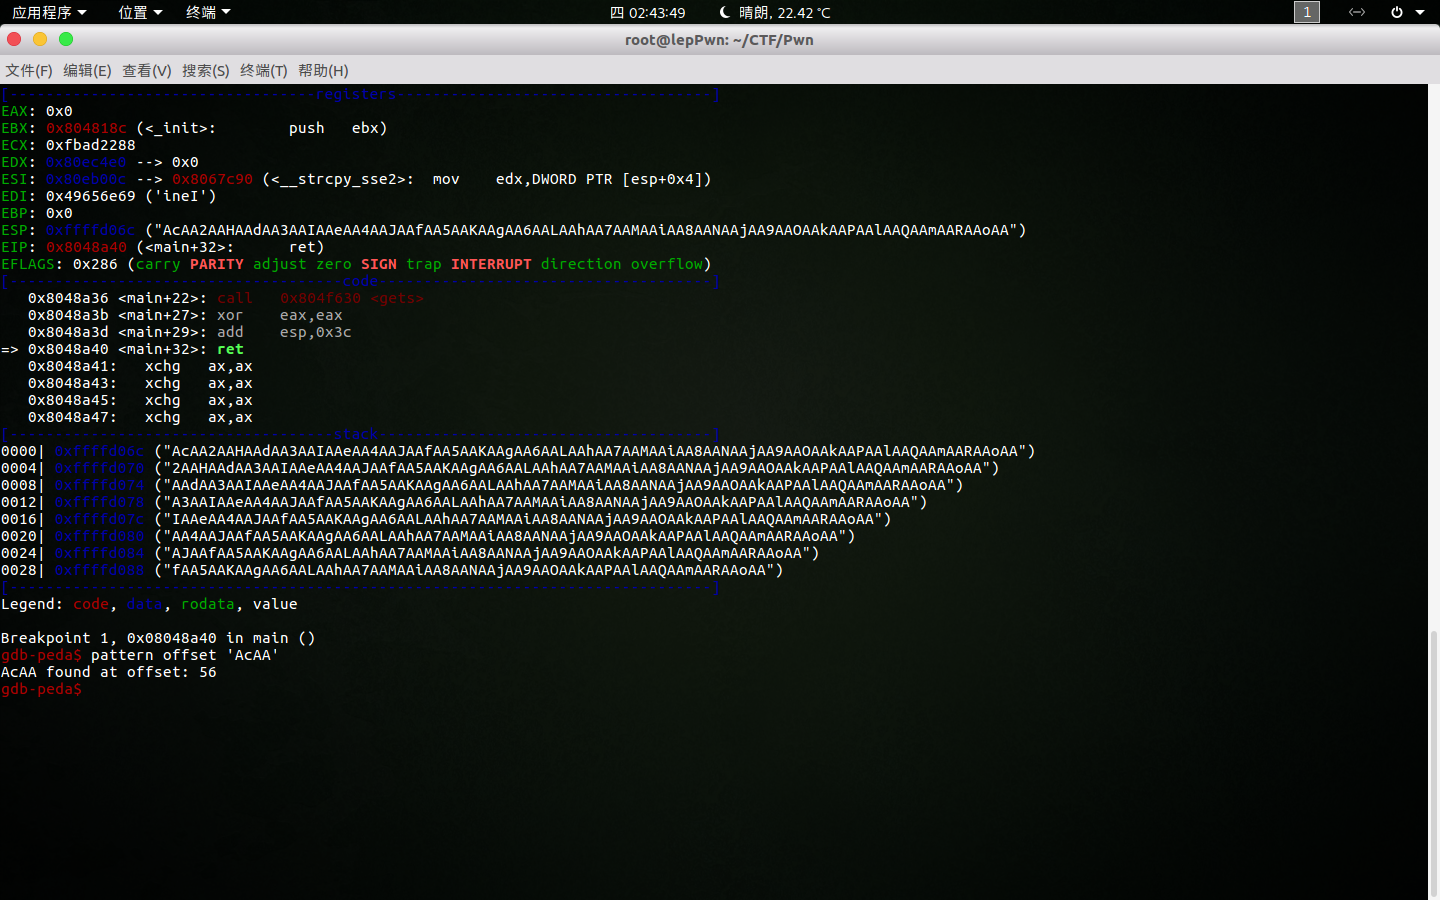 应用程序 位置 终端 四 02:43:49 晴朗, 22.42 ℃ 1
root@lepPwn: ~/CTF/Pwn
文件(F) 编辑(E) 查看(V) 搜索(S) 终端(T) 帮助(H)
[----------------------------------registers-----------------------------------]
EAX: 0x0
EBX: 0x804818c (<_init>: push ebx)
ECX: 0xfbad2288
EDX: 0x80ec4e0 --> 0x0
ESI: 0x80eb00c --> 0x8067c90 (<__strcpy_sse2>: mov edx,DWORD PTR [esp+0x4])
EDI: 0x49656e69 ('ineI')
EBP: 0x0
ESP: 0xffffd06c ("AcAA2AAHAAdAA3AAIAAeAA4AAJAAfAA5AAKAAgAA6AALAAhAA7AAMAAiAA8AANAAjAA9AAOAAkAAPAAlAAQAAmAARAAoAA")
EIP: 0x8048a40 (<main+32>: ret)
EFLAGS: 0x286 (carry PARITY adjust zero SIGN trap INTERRUPT direction overflow)
[-------------------------------------code-------------------------------------]
0x8048a36 <main+22>: call 0x804f630 <gets>
0x8048a3b <main+27>: xor eax,eax
0x8048a3d <main+29>: add esp,0x3c
=> 0x8048a40 <main+32>: ret
0x8048a41: xchg ax,ax
0x8048a43: xchg ax,ax
0x8048a45: xchg ax,ax
0x8048a47: xchg ax,ax
[------------------------------------stack-------------------------------------]
0000| 0xffffd06c ("AcAA2AAHAAdAA3AAIAAeAA4AAJAAfAA5AAKAAgAA6AALAAhAA7AAMAAiAA8AANAAjAA9AAOAAkAAPAAlAAQAAmAARAAoAA")
0004| 0xffffd070 ("2AAHAAdAA3AAIAAeAA4AAJAAfAA5AAKAAgAA6AALAAhAA7AAMAAiAA8AANAAjAA9AAOAAkAAPAAlAAQAAmAARAAoAA")
0008| 0xffffd074 ("AAdAA3AAIAAeAA4AAJAAfAA5AAKAAgAA6AALAAhAA7AAMAAiAA8AANAAjAA9AAOAAkAAPAAlAAQAAmAARAAoAA")
0012| 0xffffd078 ("A3AAIAAeAA4AAJAAfAA5AAKAAgAA6AALAAhAA7AAMAAiAA8AANAAjAA9AAOAAkAAPAAlAAQAAmAARAAoAA")
0016| 0xffffd07c ("IAAeAA4AAJAAfAA5AAKAAgAA6AALAAhAA7AAMAAiAA8AANAAjAA9AAOAAkAAPAAlAAQAAmAARAAoAA")
0020| 0xffffd080 ("AA4AAJAAfAA5AAKAAgAA6AALAAhAA7AAMAAiAA8AANAAjAA9AAOAAkAAPAAlAAQAAmAARAAoAA")
0024| 0xffffd084 ("AJAAfAA5AAKAAgAA6AALAAhAA7AAMAAiAA8AANAAjAA9AAOAAkAAPAAlAAQAAmAARAAoAA")
0028| 0xffffd088 ("fAA5AAKAAgAA6AALAAhAA7AAMAAiAA8AANAAjAA9AAOAAkAAPAAlAAQAAmAARAAoAA")
[------------------------------------------------------------------------------]
Legend: code, data, rodata, value
Breakpoint 1, 0x08048a40 in main ()
gdb-peda$ pattern offset 'AcAA'
AcAA found at offset: 56
gdb-peda$